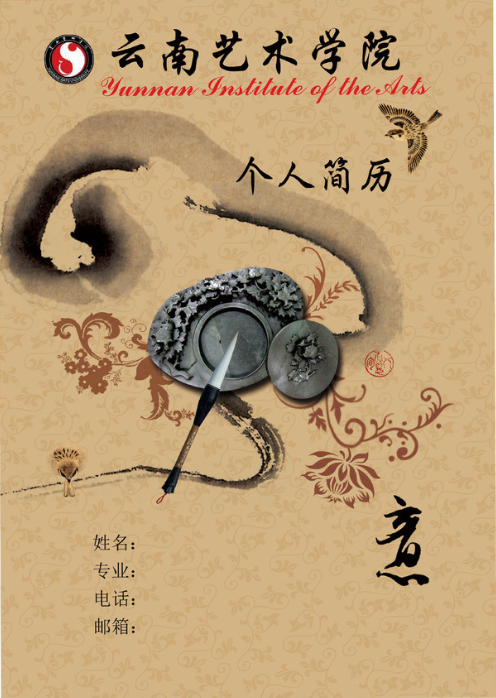 云南艺术学院
Yunnan Institute of the Arts
个人简历
意
姓名：
专业：
电话：
邮箱：